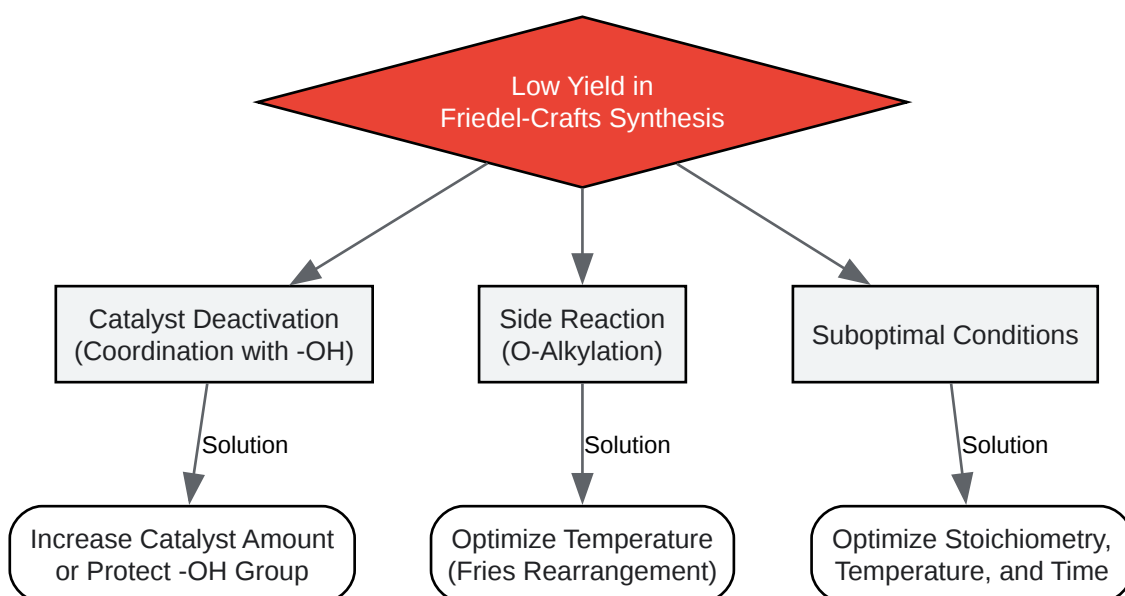 Low Yield in
Friedel-Crafts Synthesis
Catalyst Deactivation
(Coordination with -OH)
Side Reaction
(O-Alkylation)
Suboptimal Conditions
Solution
Solution
Solution
Increase Catalyst Amount
or Protect -OH Group
Optimize Temperature
(Fries Rearrangement)
Optimize Stoichiometry,
Temperature, and Time